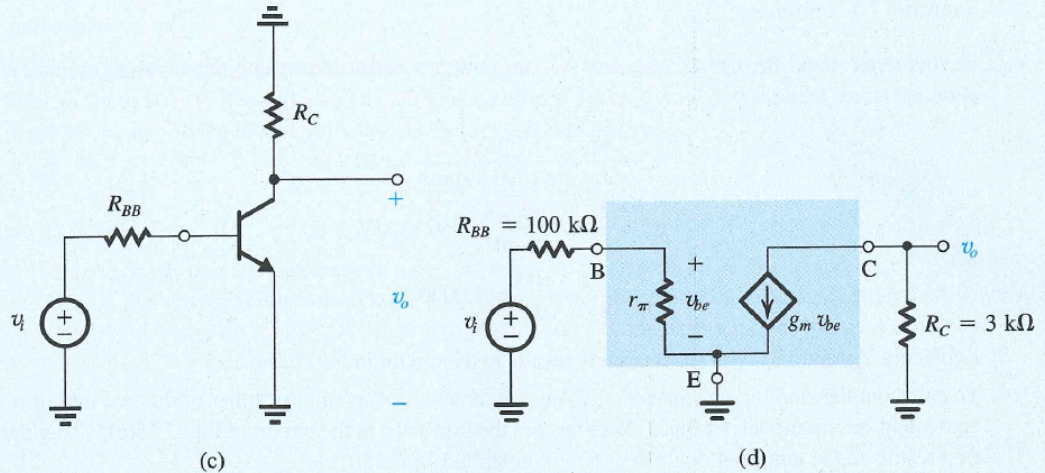 R_C
+
R_BB
v_o
v_i
+
−
−
(c)
R_BB = 100 kΩ
B
C
v_o
+
r_π
v_be
g_m v_be
R_C = 3 kΩ
v_i
+
−
−
E
(d)